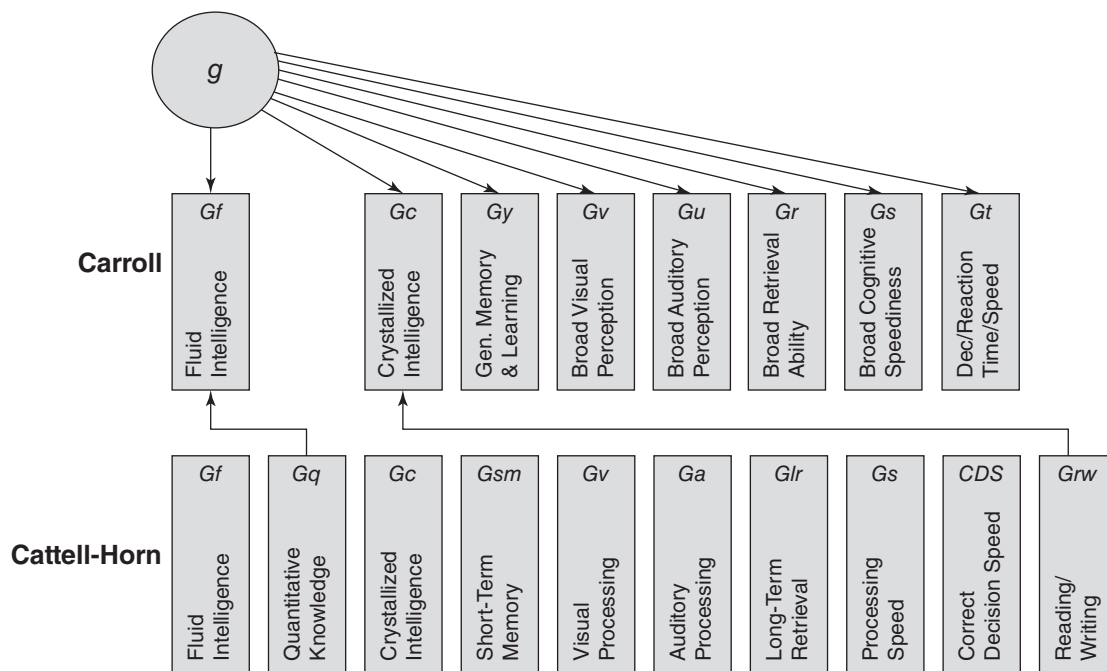 g
Carroll
Gf
Fluid
Intelligence
Gc
Crystallized
Intelligence
Gy
Gen. Memory
& Learning
Gv
Broad Visual
Perception
Gu
Broad Auditory
Perception
Gr
Broad Retrieval
Ability
Gs
Broad Cognitive
Speediness
Gt
Dec/Reaction
Time/Speed
Cattell-Horn
Gf
Fluid
Intelligence
Gq
Quantitative
Knowledge
Gc
Crystallized
Intelligence
Gsm
Short-Term
Memory
Gv
Visual
Processing
Ga
Auditory
Processing
Glr
Long-Term
Retrieval
Gs
Processing
Speed
CDS
Correct
Decision Speed
Grw
Reading/
Writing